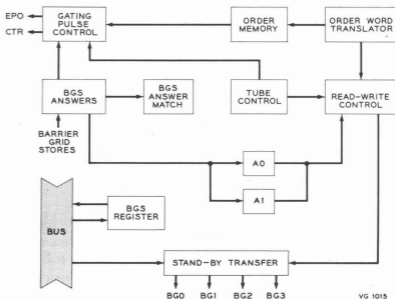 EPO
CTR
GATING
PULSE
CONTROL
ORDER
MEMORY
ORDER WORD
TRANSLATOR
BGS
ANSWERS
BGS
ANSWER
MATCH
TUBE
CONTROL
READ-WRITE
CONTROL
BARRIER
GRID
STORES
A0
A1
BGS
REGISTER
BUS
STAND-BY TRANSFER
BG0 BG1 BG2 BG3
VG 1015